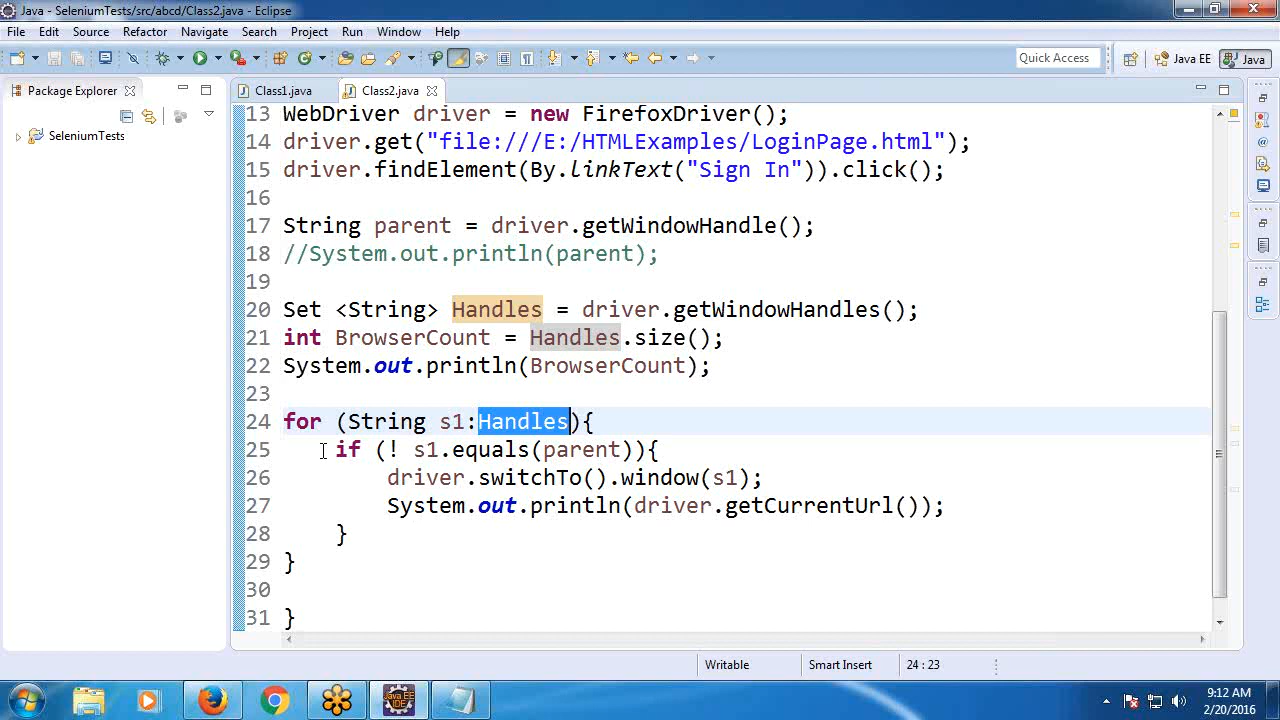 Java - SeleniumTests/src/abcd/Class2.java - Eclipse
File Edit Source Refactor Navigate Search Project Run Window Help
Quick Access Java EE Java
Package Explorer Class1.java Class2.java
SeleniumTests
13 WebDriver driver = new FirefoxDriver();
14 driver.get("file:///E:/HTMLExamples/LoginPage.html");
15 driver.findElement(By.linkText("Sign In")).click();
16
17 String parent = driver.getWindowHandle();
18 //System.out.println(parent);
19
20 Set <String> Handles = driver.getWindowHandles();
21 int BrowserCount = Handles.size();
22 System.out.println(BrowserCount);
23
24 for (String s1:Handles){
25 if (! s1.equals(parent)){
26 driver.switchTo().window(s1);
27 System.out.println(driver.getCurrentUrl());
28 }
29 }
30
31 }
Writable Smart Insert 24 : 23
Java EE
IDE
9:12 AM
2/20/2016